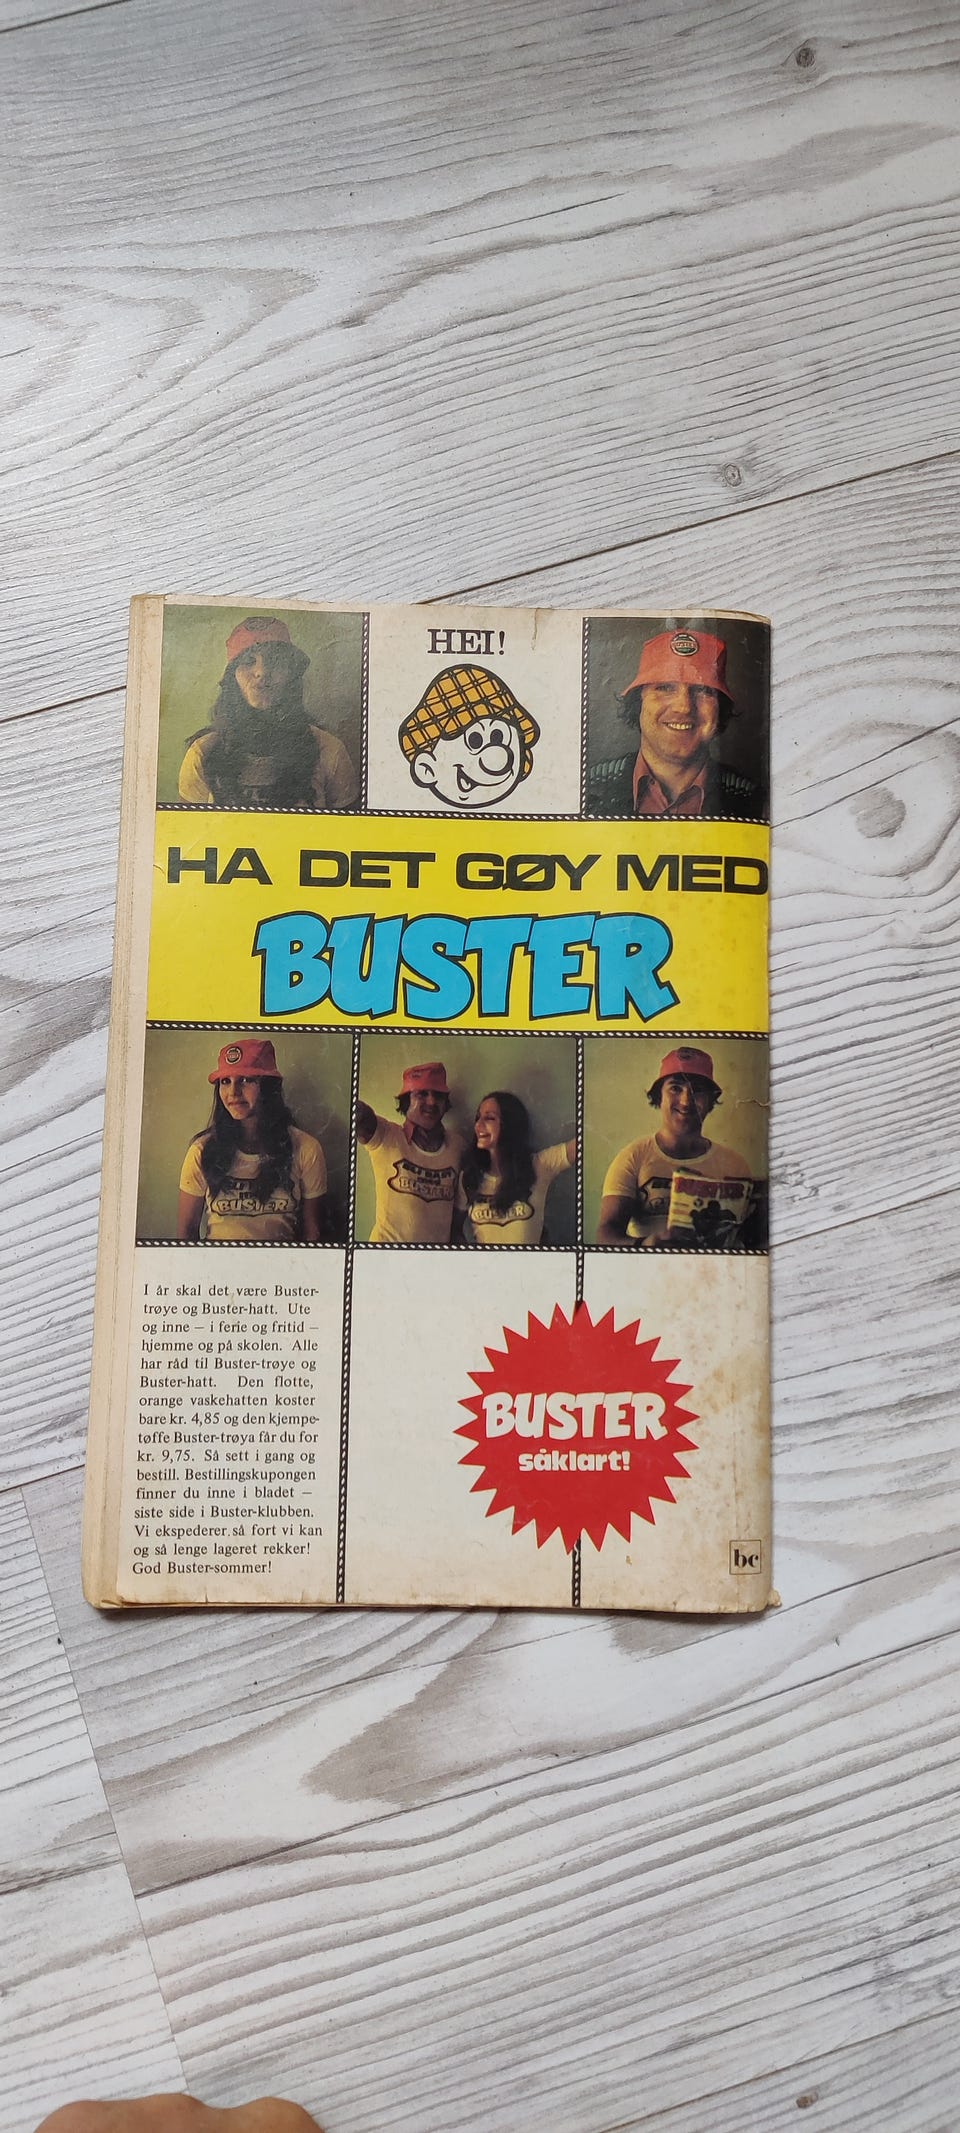 HEI!
HA DET GØY MED
BUSTER
BUSTER
BUSTER
BUSTER
BUSTER
I år skal det være Buster-
trøye og Buster-hatt. Ute
og inne – i ferie og fritid –
hjemme og på skolen. Alle
har råd til Buster-trøye og
Buster-hatt. Den flotte,
orange vaskehatten koster
bare kr. 4,85 og den kjempe-
tøffe Buster-trøya får du for
kr. 9,75. Så sett i gang og
bestill. Bestillingskupongen
finner du inne i bladet –
siste side i Buster-klubben.
Vi ekspederer så fort vi kan
og så lenge lageret rekker!
God Buster-sommer!
BUSTER
såklart!
bc